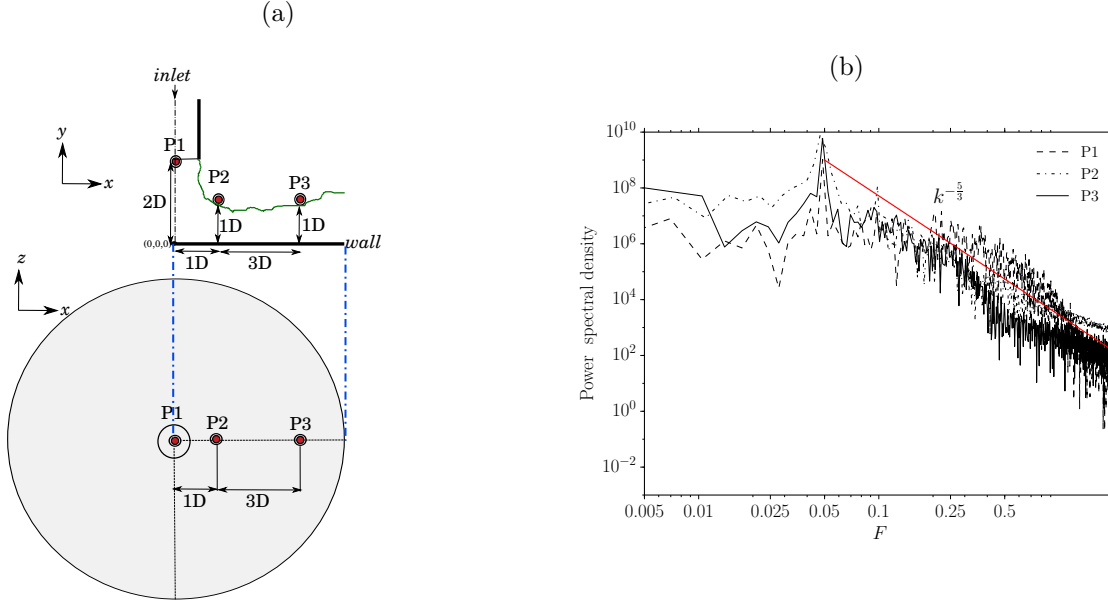 (a)
inlet
y
x
P1
P2
P3
2D
1D
1D
(0,0,0)
wall
1D
3D
z
x
P1
P2
P3
1D
3D
(b)
10^10
10^8
10^6
10^4
10^2
10^0
10^−2
Power spectral density
P1
P2
P3
k^−5/3
0.005
0.01
0.025
0.05
0.1
0.25
0.5
F